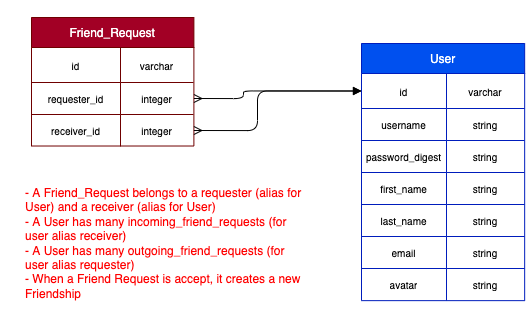 Friend_Request
id varchar
requester_id integer
receiver_id integer
User
id varchar
username string
password_digest string
first_name string
last_name string
email string
avatar string
- A Friend_Request belongs to a requester (alias for
User) and a receiver (alias for User)
- A User has many incoming_friend_requests (for
user alias receiver)
- A User has many outgoing_friend_requests (for
user alias requester)
- When a Friend Request is accept, it creates a new
Friendship